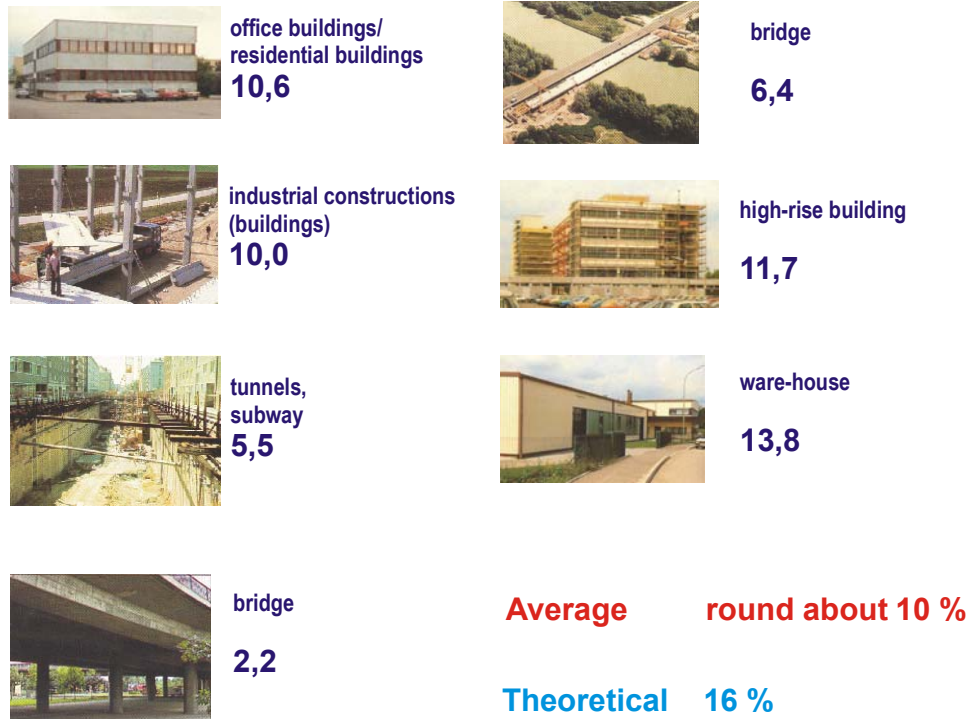 office buildings/
residential buildings
10,6
industrial constructions
(buildings)
10,0
tunnels,
subway
5,5
bridge
2,2
bridge
6,4
high-rise building
11,7
ware-house
13,8
Average round about 10 %
Theoretical 16 %